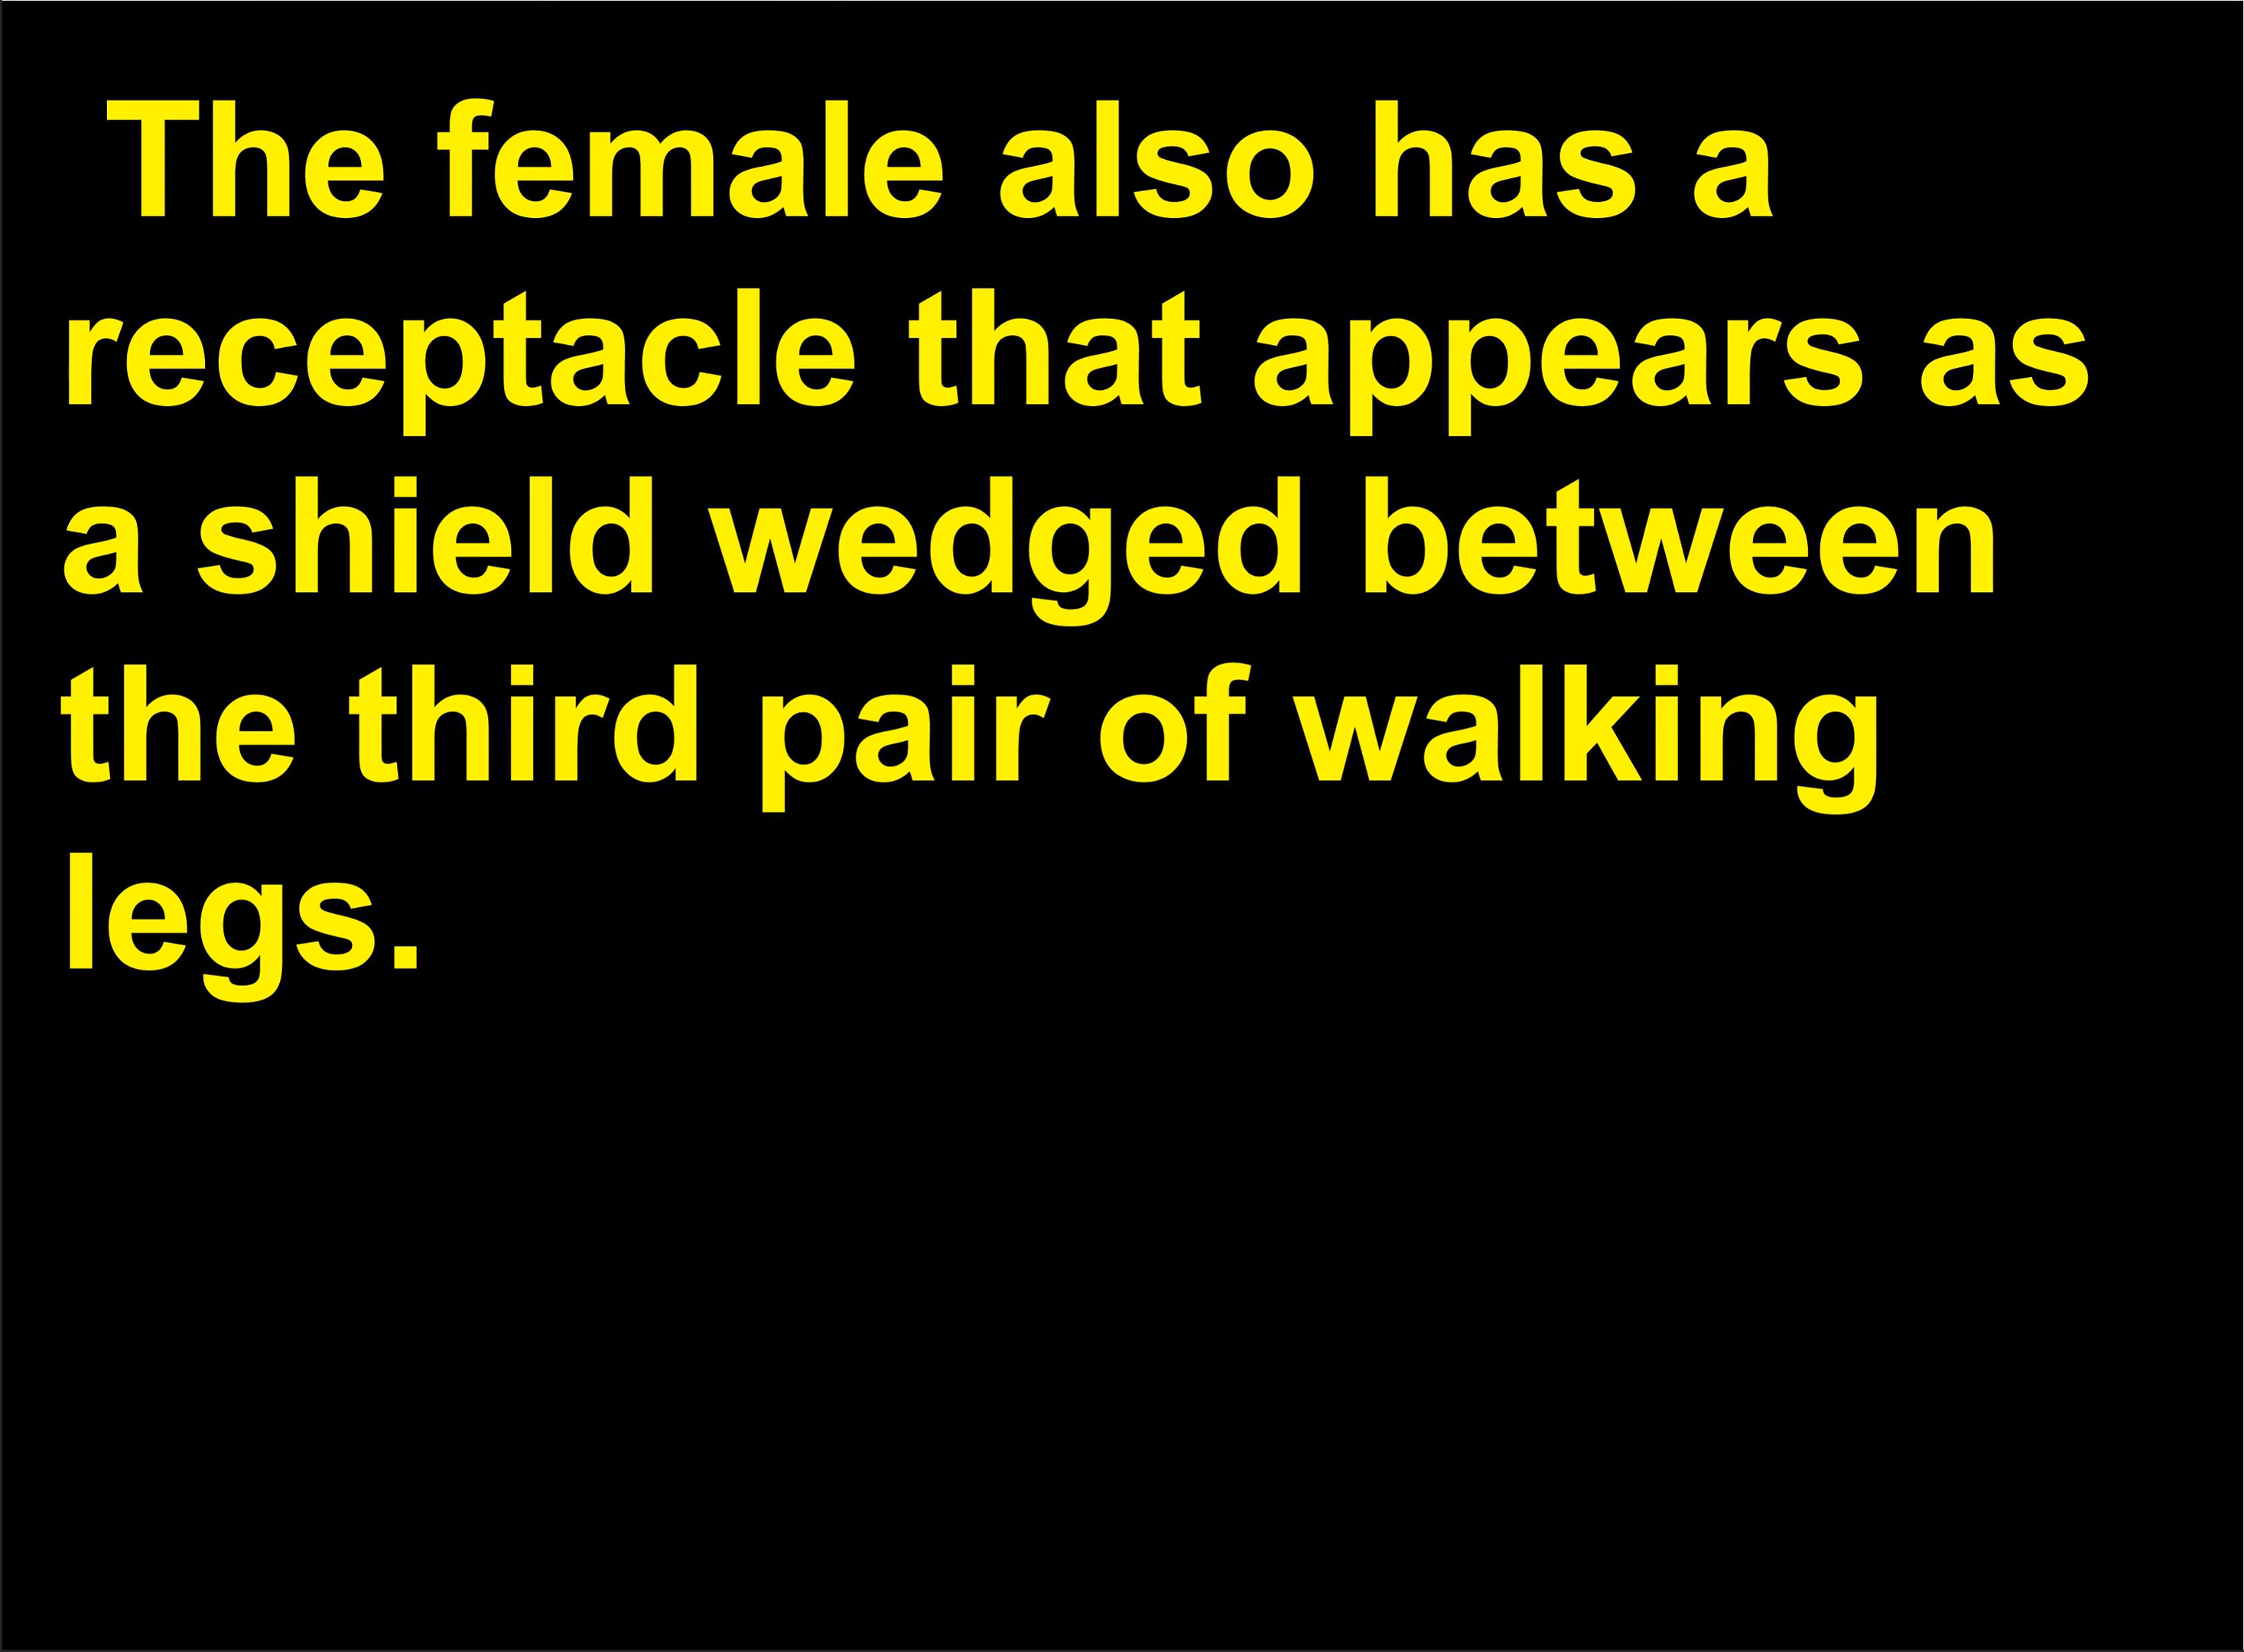 The female also has a
receptacle that appears as
a shield wedged between
the third pair of walking
legs.